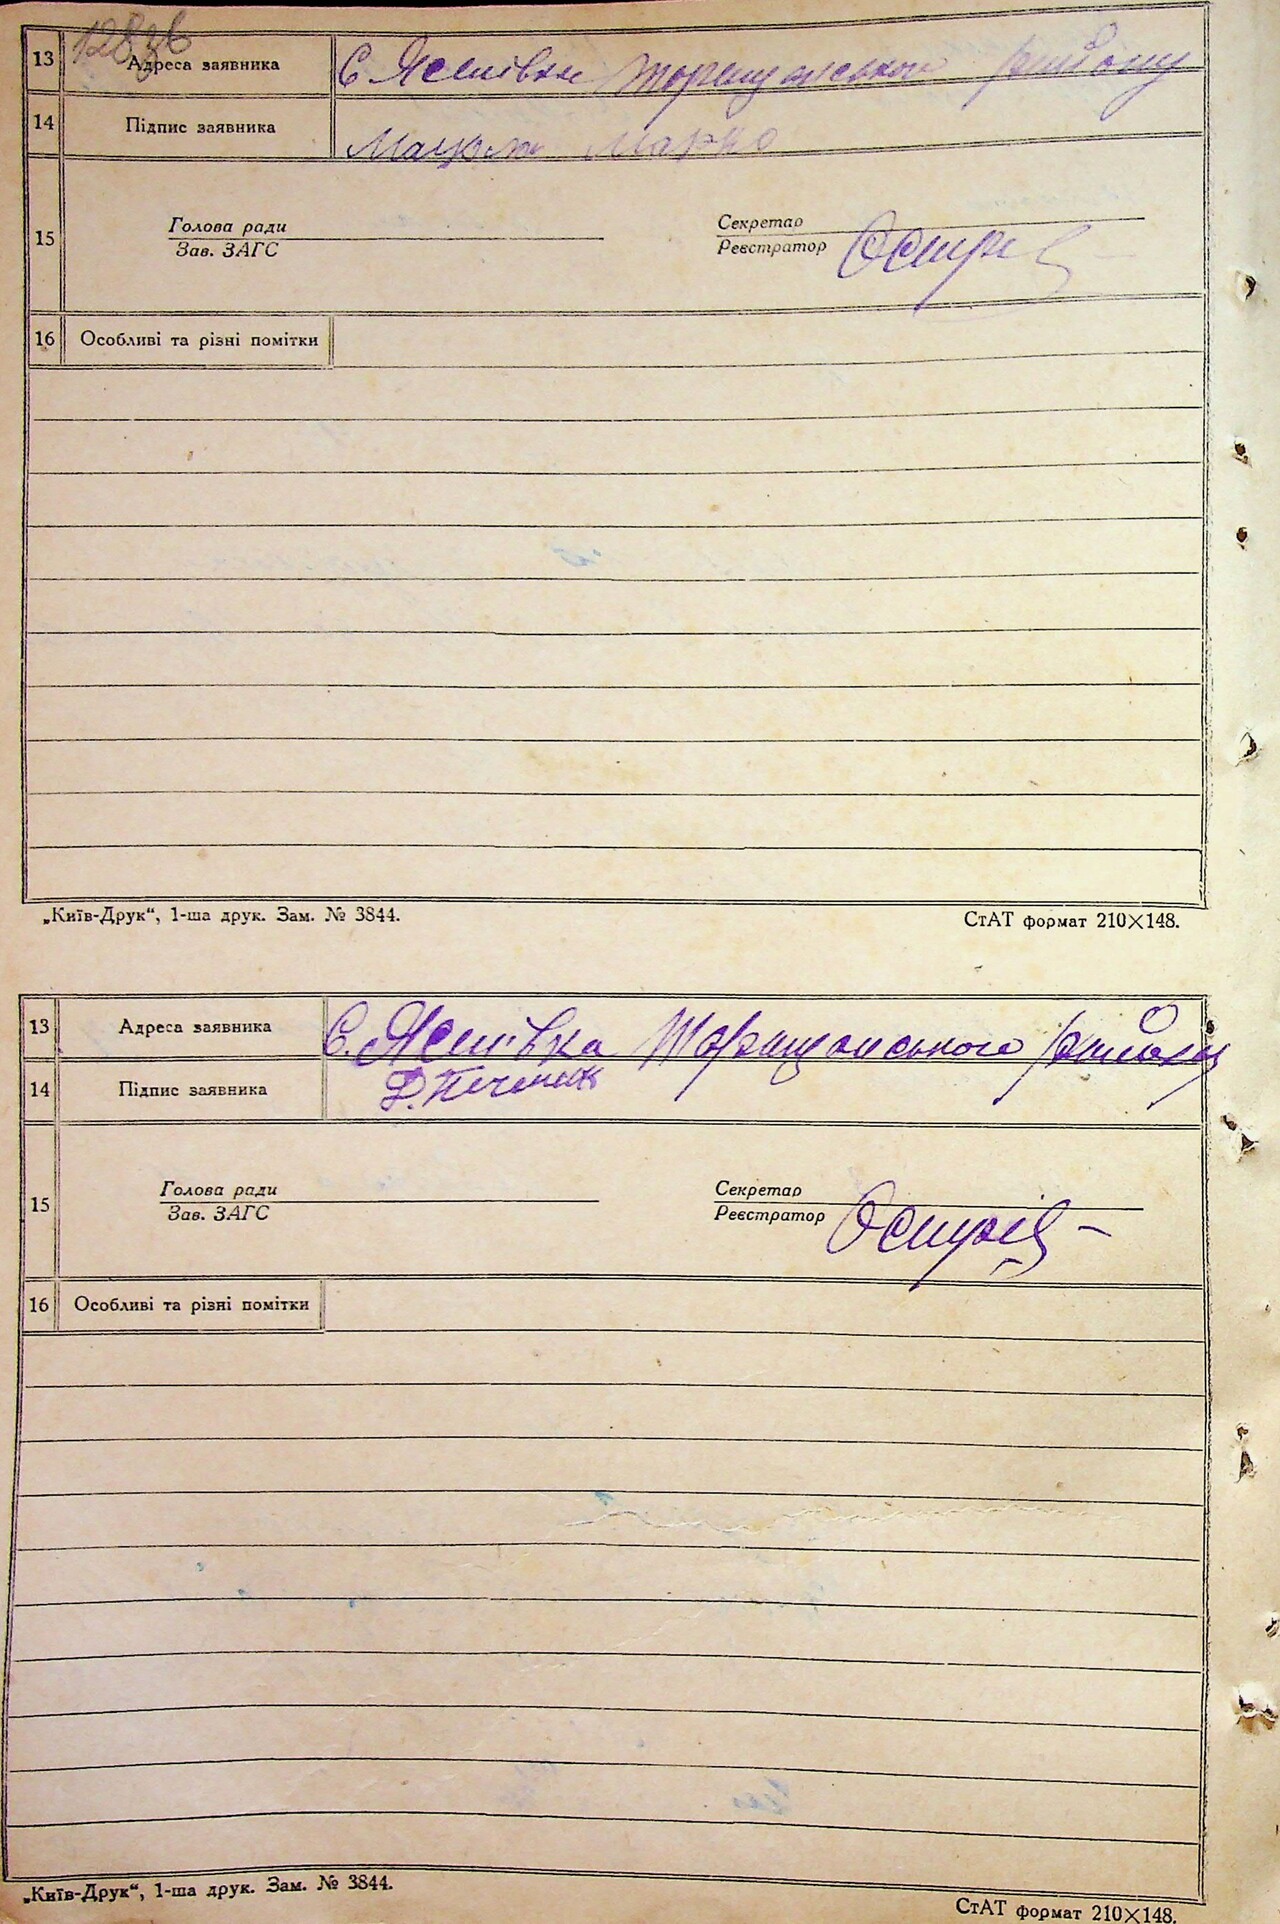 128зв
13 Адреса заявника С. Ясинівка Таращанського району
14 Підпис заявника Марко
15 Голова ради Секретар
Зав. ЗАГС Реєстратор
16 Особливі та різні помітки
„Київ-Друк“, 1-ша друк. Зам. № 3844. СтАТ формат 210×148.
13 Адреса заявника С. Ясинівка Таращанського району
14 Підпис заявника Д. Печеник
15 Голова ради Секретар
Зав. ЗАГС Реєстратор
16 Особливі та різні помітки
„Київ-Друк“, 1-ша друк. Зам. № 3844. СтАТ формат 210×148.